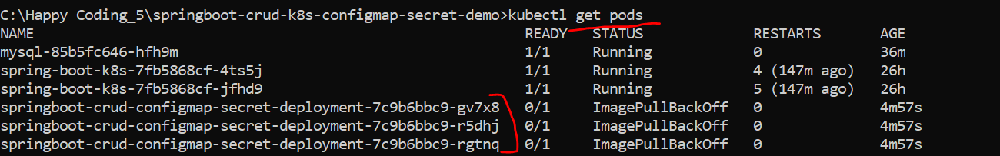 C:\Happy Coding_5\springboot-crud-k8s-configmap-secret-demo>kubectl get pods
NAME READY STATUS RESTARTS AGE
mysql-85b5fc646-hfh9m 1/1 Running 0 36m
spring-boot-k8s-7fb5868cf-4ts5j 1/1 Running 4 (147m ago) 26h
spring-boot-k8s-7fb5868cf-jfhd9 1/1 Running 5 (147m ago) 26h
springboot-crud-configmap-secret-deployment-7c9b6bbc9-gv7x8 0/1 ImagePullBackOff 0 4m57s
springboot-crud-configmap-secret-deployment-7c9b6bbc9-r5dhj 0/1 ImagePullBackOff 0 4m57s
springboot-crud-configmap-secret-deployment-7c9b6bbc9-rgtnq 0/1 ImagePullBackOff 0 4m57s